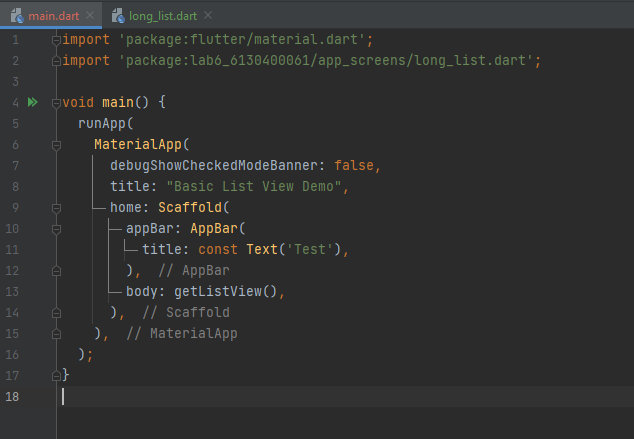 main.dart
long_list.dart
1 import 'package:flutter/material.dart';
2 import 'package:lab6_6130400061/app_screens/long_list.dart';
3
4 void main() {
5 runApp(
6 MaterialApp(
7 debugShowCheckedModeBanner: false,
8 title: "Basic List View Demo",
9 home: Scaffold(
10 appBar: AppBar(
11 title: const Text('Test'),
12 ), // AppBar
13 body: getListView(),
14 ), // Scaffold
15 ), // MaterialApp
16 );
17 }
18